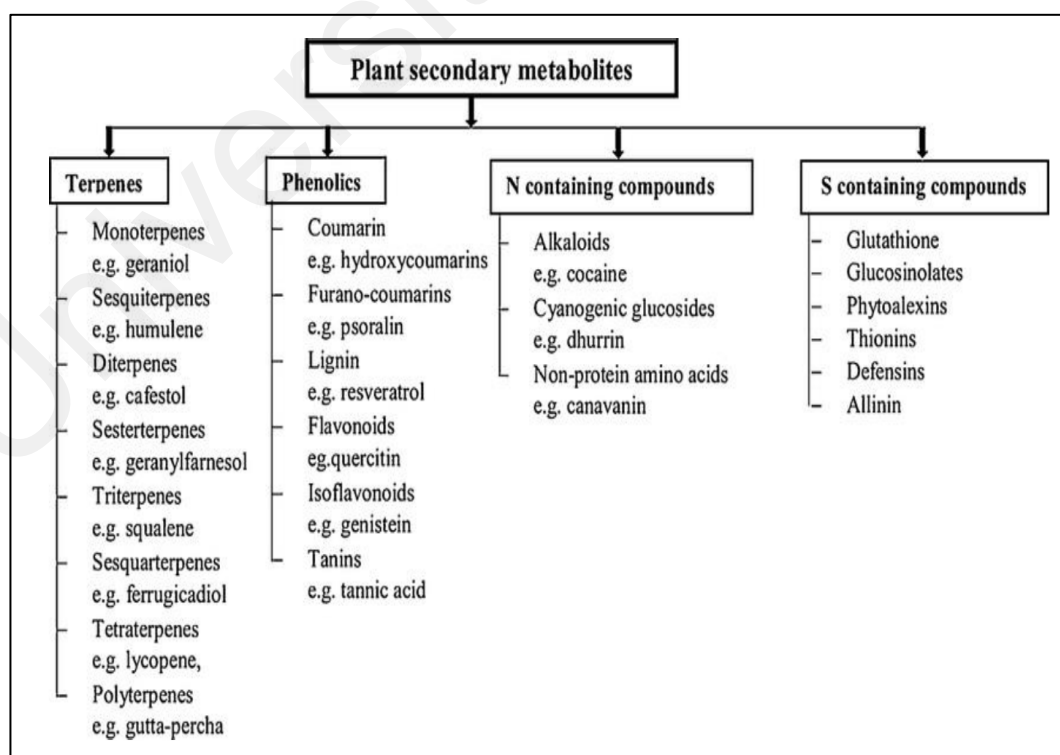 Plant secondary metabolites
Terpenes
Monoterpenes
e.g. geraniol
Sesquiterpenes
e.g. humulene
Diterpenes
e.g. cafestol
Sesterterpenes
e.g. geranylfarnesol
Triterpenes
e.g. squalene
Sesquarterpenes
e.g. ferrugicadiol
Tetraterpenes
e.g. lycopene,
Polyterpenes
e.g. gutta-percha
Phenolics
Coumarin
e.g. hydroxycoumarins
Furano-coumarins
e.g. psoralin
Lignin
e.g. resveratrol
Flavonoids
eg.quercitin
Isoflavonoids
e.g. genistein
Tanins
e.g. tannic acid
N containing compounds
Alkaloids
e.g. cocaine
Cyanogenic glucosides
e.g. dhurrin
Non-protein amino acids
e.g. canavanin
S containing compounds
Glutathione
Glucosinolates
Phytoalexins
Thionins
Defensins
Allinin
Univers